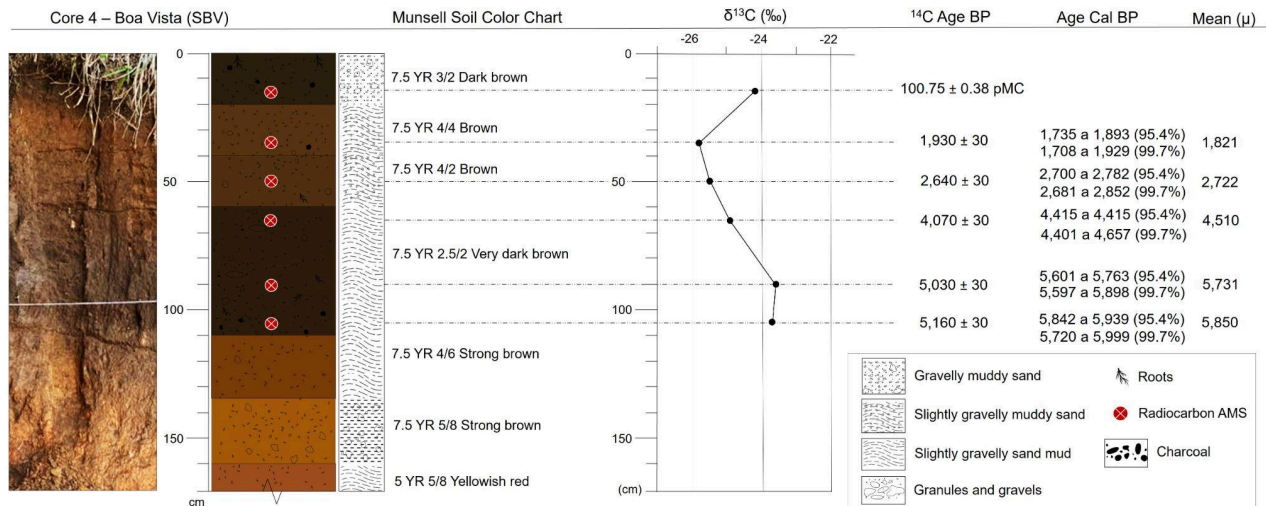 Core 4 – Boa Vista (SBV)
Munsell Soil Color Chart
δ¹³C (‰)
¹⁴C Age BP
Age Cal BP
Mean (µ)
-26 -24 -22
0
50
100
150
cm
7.5 YR 3/2 Dark brown
7.5 YR 4/4 Brown
7.5 YR 4/2 Brown
7.5 YR 2.5/2 Very dark brown
7.5 YR 4/6 Strong brown
7.5 YR 5/8 Strong brown
5 YR 5/8 Yellowish red
0
50
100
150
(cm)
100.75 ± 0.38 pMC
1,930 ± 30
1,735 a 1,893 (95.4%)
1,708 a 1,929 (99.7%)
1,821
2,640 ± 30
2,700 a 2,782 (95.4%)
2,681 a 2,852 (99.7%)
2,722
4,070 ± 30
4,415 a 4,415 (95.4%)
4,401 a 4,657 (99.7%)
4,510
5,030 ± 30
5,601 a 5,763 (95.4%)
5,597 a 5,898 (99.7%)
5,731
5,160 ± 30
5,842 a 5,939 (95.4%)
5,720 a 5,999 (99.7%)
5,850
Gravelly muddy sand
Slightly gravelly muddy sand
Slightly gravelly sand mud
Granules and gravels
Roots
Radiocarbon AMS
Charcoal